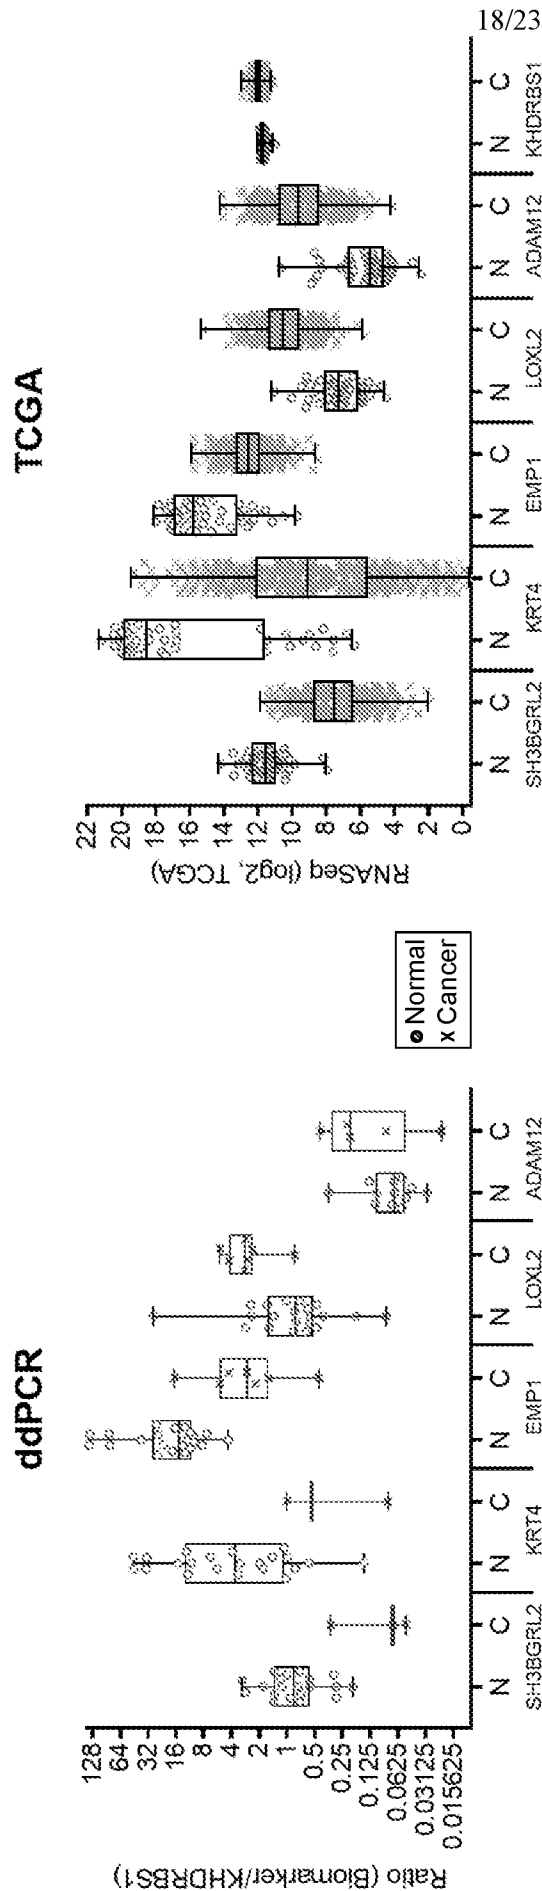 18/23
ddPCR
Ratio (Biomarker/KHDRBS1)
128
64
32
16
8
4
2
1
0.5
0.25
0.125
0.0625
0.03125
0.015625
N C N C N C N C N C
SH3BGRL2 KRT4 EMP1 LOXL2 ADAM12
Normal
x Cancer
TCGA
RNASeq (log2, TCGA)
22
20
18
16
14
12
10
8
6
4
2
0
N C N C N C N C N C N C
SH3BGRL2 KRT4 EMP1 LOXL2 ADAM12 KHDRBS1